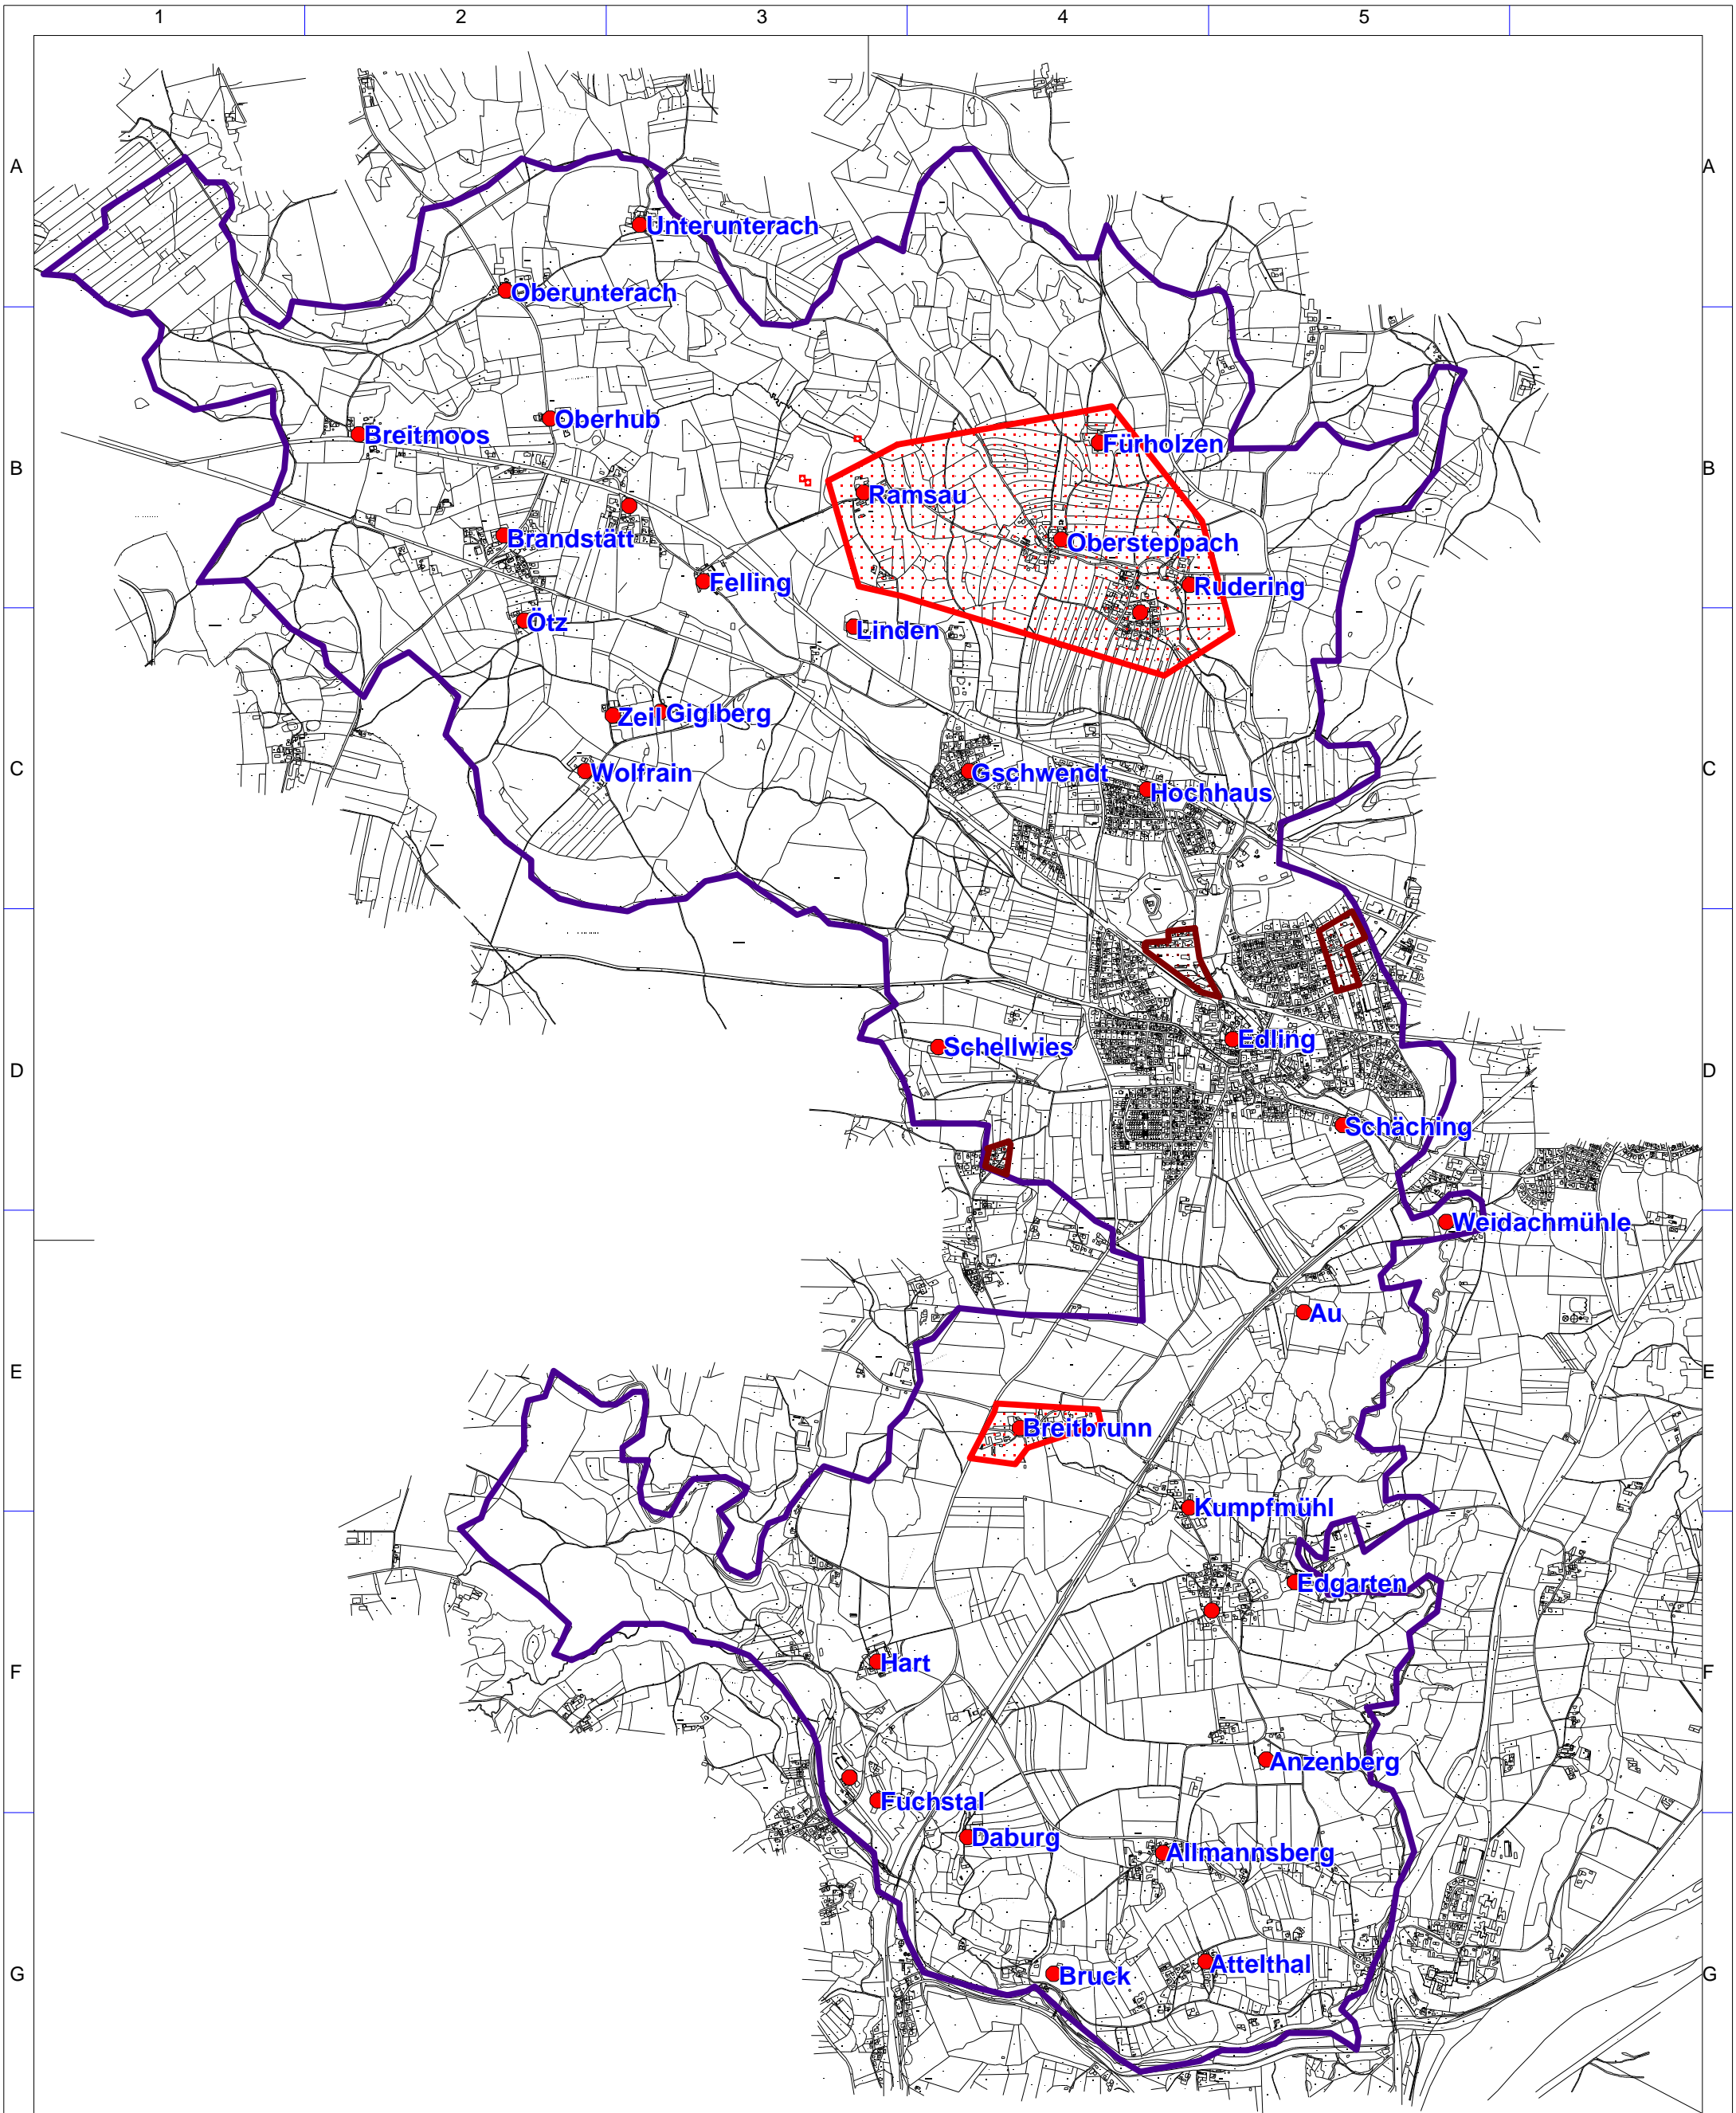 1 2 3 4 5
A A
Unterunterach
Oberunterach
Oberhub
Breitmoos
Fürholzen
B B
Ramsau
Brandstätt
Obersteppach
Felling
Rudering
Ötz
Linden
Zeil
Giglberg
C C
Wolfrain
Gschwendt
Hochhaus
Edling
Schellwies
D D
Schäching
Weidachmühle
Au
E E
Breitbrunn
Kumpfmühl
Edgarten
Hart
F F
Anzenberg
Fuchstal
Daburg
Allmannsberg
Attelthal
G G
Bruck